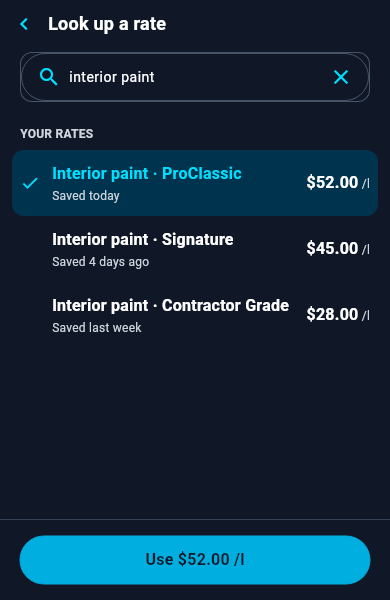 Look up a rate
interior paint
YOUR RATES
Interior paint · ProClassic
Saved today
$52.00 /l
Interior paint · Signature
Saved 4 days ago
$45.00 /l
Interior paint · Contractor Grade
Saved last week
$28.00 /l
Use $52.00 /l